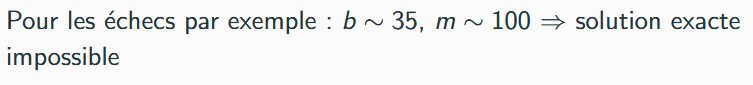 Pour les échecs par exemple : b ∼ 35, m ∼ 100 ⇒ solution exacte
impossible